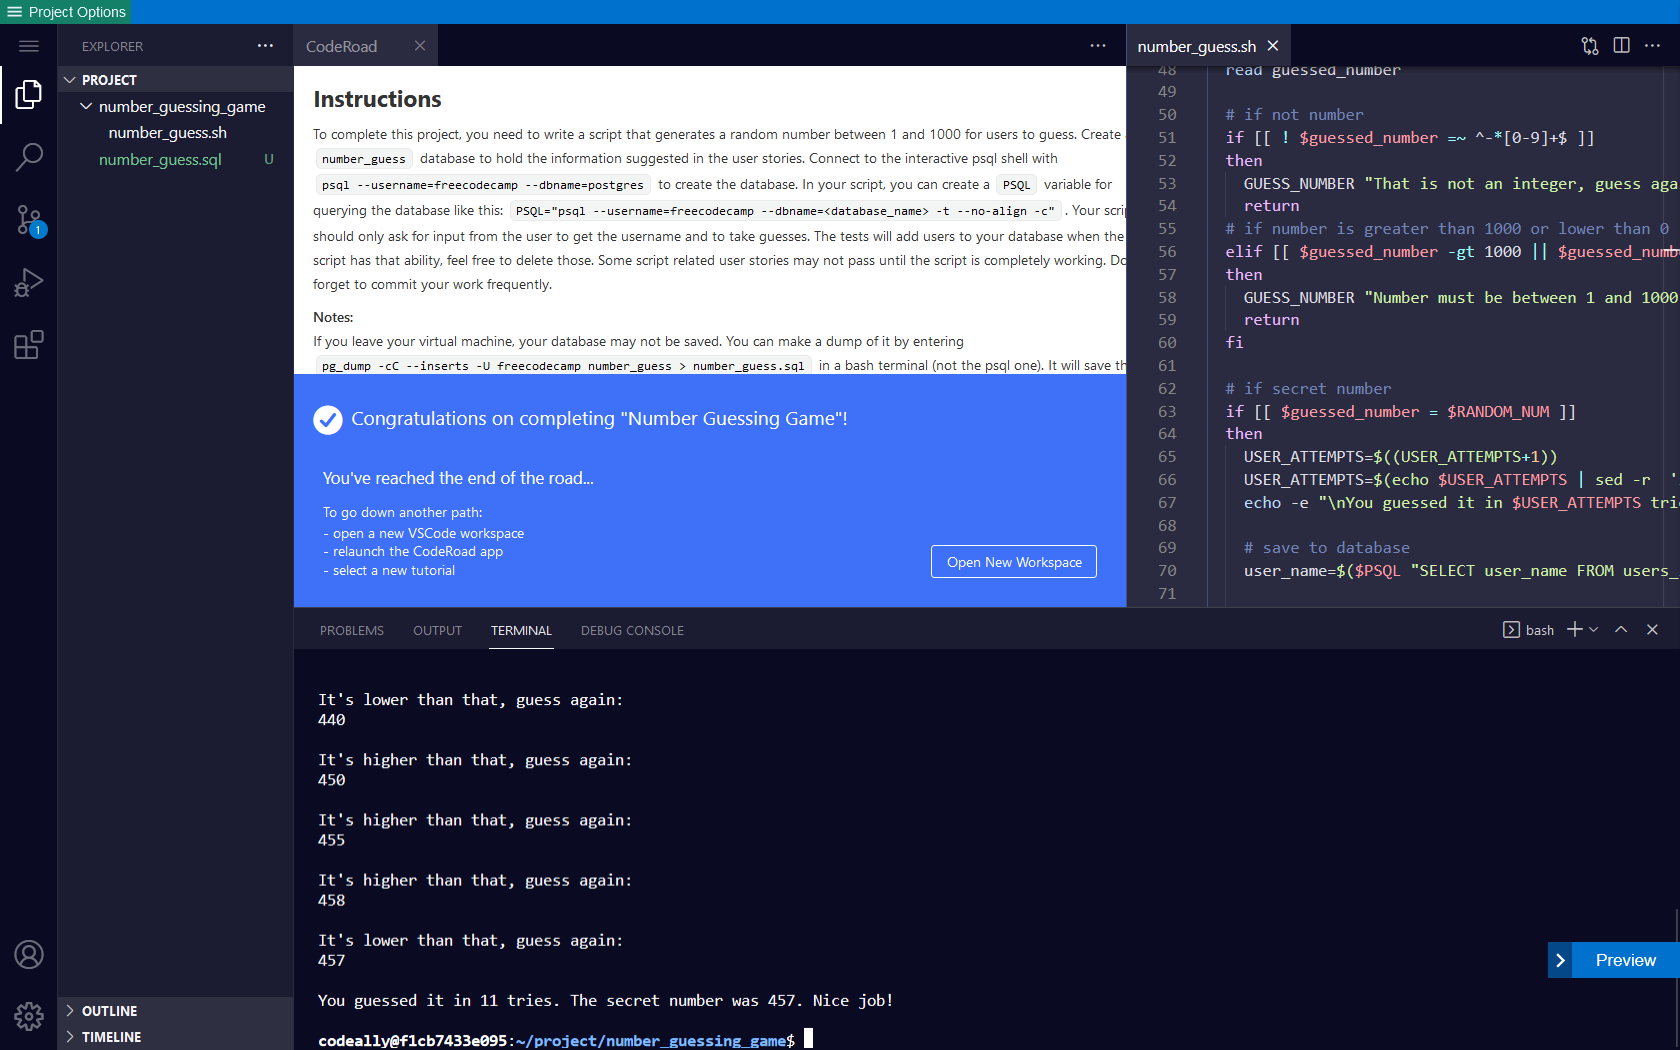 Project Options
EXPLORER
PROJECT
number_guessing_game
number_guess.sh
number_guess.sql U
1
OUTLINE
TIMELINE
CodeRoad
Instructions
To complete this project, you need to write a script that generates a random number between 1 and 1000 for users to guess. Create
number_guess database to hold the information suggested in the user stories. Connect to the interactive psql shell with
psql --username=freecodecamp --dbname=postgres to create the database. In your script, you can create a PSQL variable for
querying the database like this: PSQL="psql --username=freecodecamp --dbname=<database_name> -t --no-align -c" . Your scri
should only ask for input from the user to get the username and to take guesses. The tests will add users to your database when the
script has that ability, feel free to delete those. Some script related user stories may not pass until the script is completely working. Do
forget to commit your work frequently.
Notes:
If you leave your virtual machine, your database may not be saved. You can make a dump of it by entering
pg_dump -cC --inserts -U freecodecamp number_guess > number_guess.sql in a bash terminal (not the psql one). It will save th
Congratulations on completing "Number Guessing Game"!
You've reached the end of the road...
To go down another path:
- open a new VSCode workspace
- relaunch the CodeRoad app
- select a new tutorial
Open New Workspace
number_guess.sh
48 read guessed_number
49
50 # if not number
51 if [[ ! $guessed_number =~ ^-*[0-9]+$ ]]
52 then
53 GUESS_NUMBER "That is not an integer, guess aga
54 return
55 # if number is greater than 1000 or lower than 0
56 elif [[ $guessed_number -gt 1000 || $guessed_numb
57 then
58 GUESS_NUMBER "Number must be between 1 and 1000
59 return
60 fi
61
62 # if secret number
63 if [[ $guessed_number = $RANDOM_NUM ]]
64 then
65 USER_ATTEMPTS=$((USER_ATTEMPTS+1))
66 USER_ATTEMPTS=$(echo $USER_ATTEMPTS | sed -r '
67 echo -e "\nYou guessed it in $USER_ATTEMPTS tri
68
69 # save to database
70 user_name=$($PSQL "SELECT user_name FROM users_
71
PROBLEMS OUTPUT TERMINAL DEBUG CONSOLE
bash
It's lower than that, guess again:
440
It's higher than that, guess again:
450
It's higher than that, guess again:
455
It's higher than that, guess again:
458
It's lower than that, guess again:
457
You guessed it in 11 tries. The secret number was 457. Nice job!
codeally@f1cb7433e095:~/project/number_guessing_game$
Preview